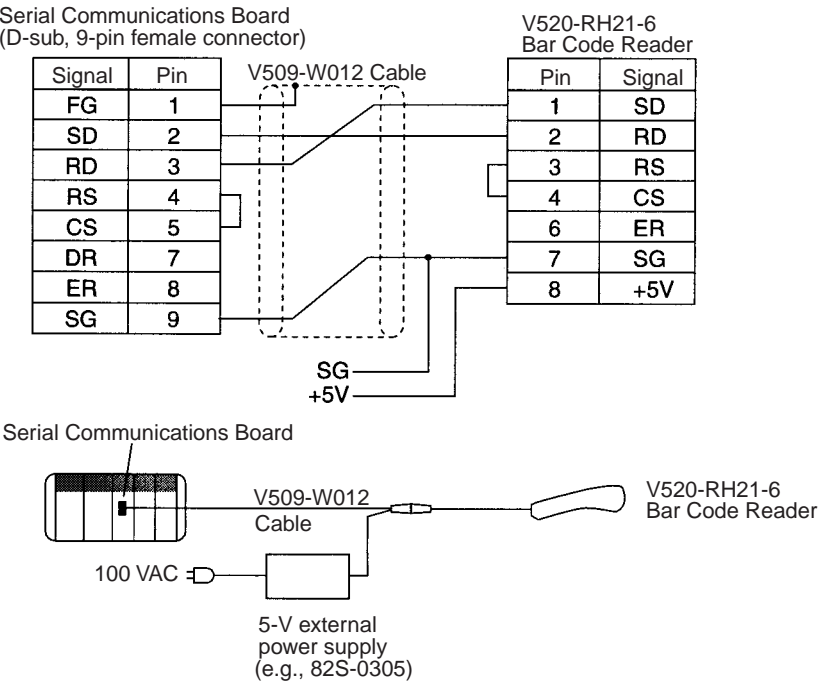 Serial Communications Board
(D-sub, 9-pin female connector)
V520-RH21-6
Bar Code Reader
V509-W012 Cable
Signal Pin
FG 1
SD 2
RD 3
RS 4
CS 5
DR 7
ER 8
SG 9
Pin Signal
1 SD
2 RD
3 RS
4 CS
6 ER
7 SG
8 +5V
SG
+5V
Serial Communications Board
V509-W012
Cable
V520-RH21-6
Bar Code Reader
100 VAC
5-V external
power supply
(e.g., 82S-0305)